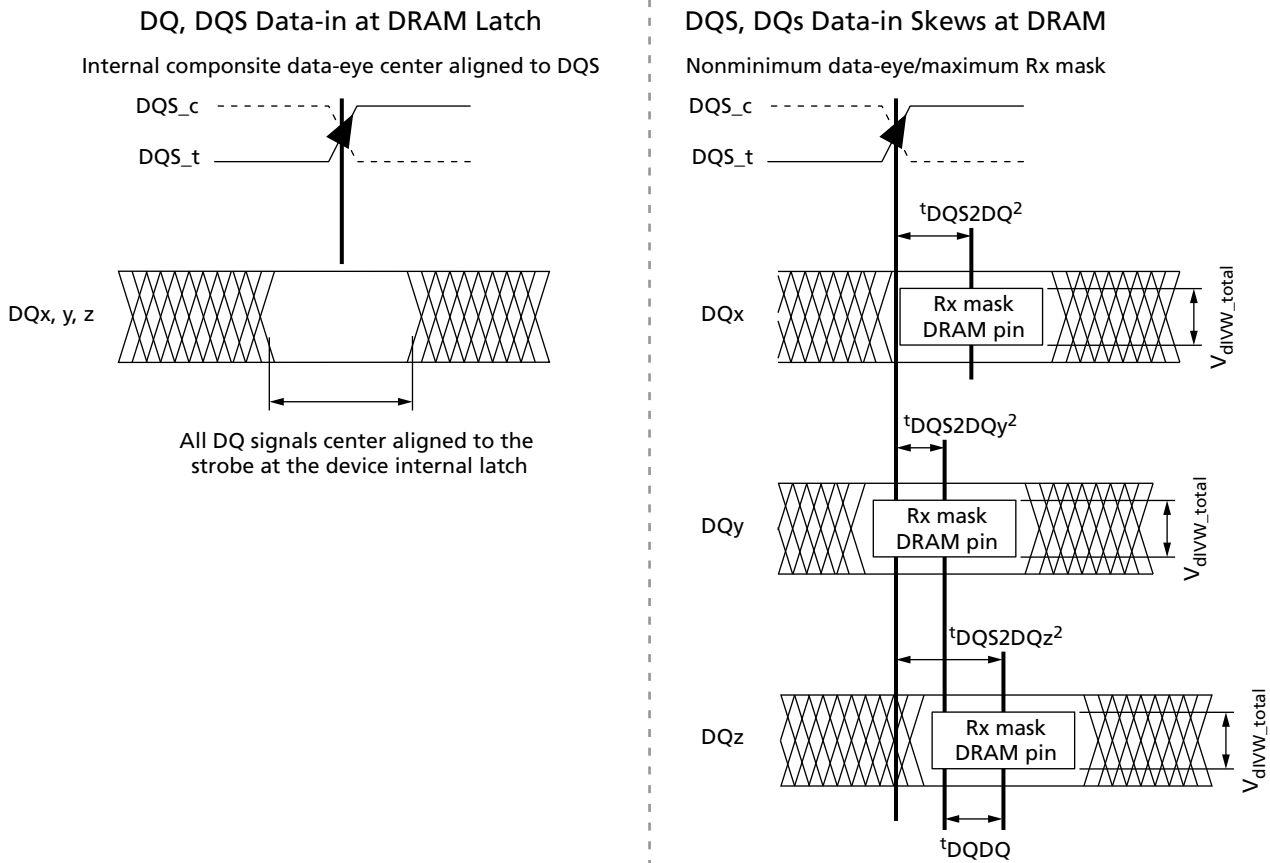 DQ, DQS Data-in at DRAM Latch
Internal componsite data-eye center aligned to DQS
DQS_c
DQS_t
DQx, y, z
All DQ signals center aligned to the
strobe at the device internal latch
DQS, DQs Data-in Skews at DRAM
Nonminimum data-eye/maximum Rx mask
DQS_c
DQS_t
tDQS2DQ2
DQx
Rx mask
DRAM pin
VdIVW_total
tDQS2DQy2
DQy
Rx mask
DRAM pin
VdIVW_total
tDQS2DQz2
DQz
Rx mask
DRAM pin
VdIVW_total
tDQDQ